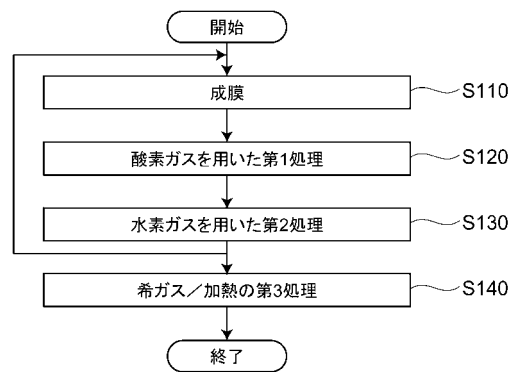 開始
成膜
S110
酸素ガスを用いた第1処理
S120
水素ガスを用いた第2処理
S130
希ガス/加熱の第3処理
S140
終了